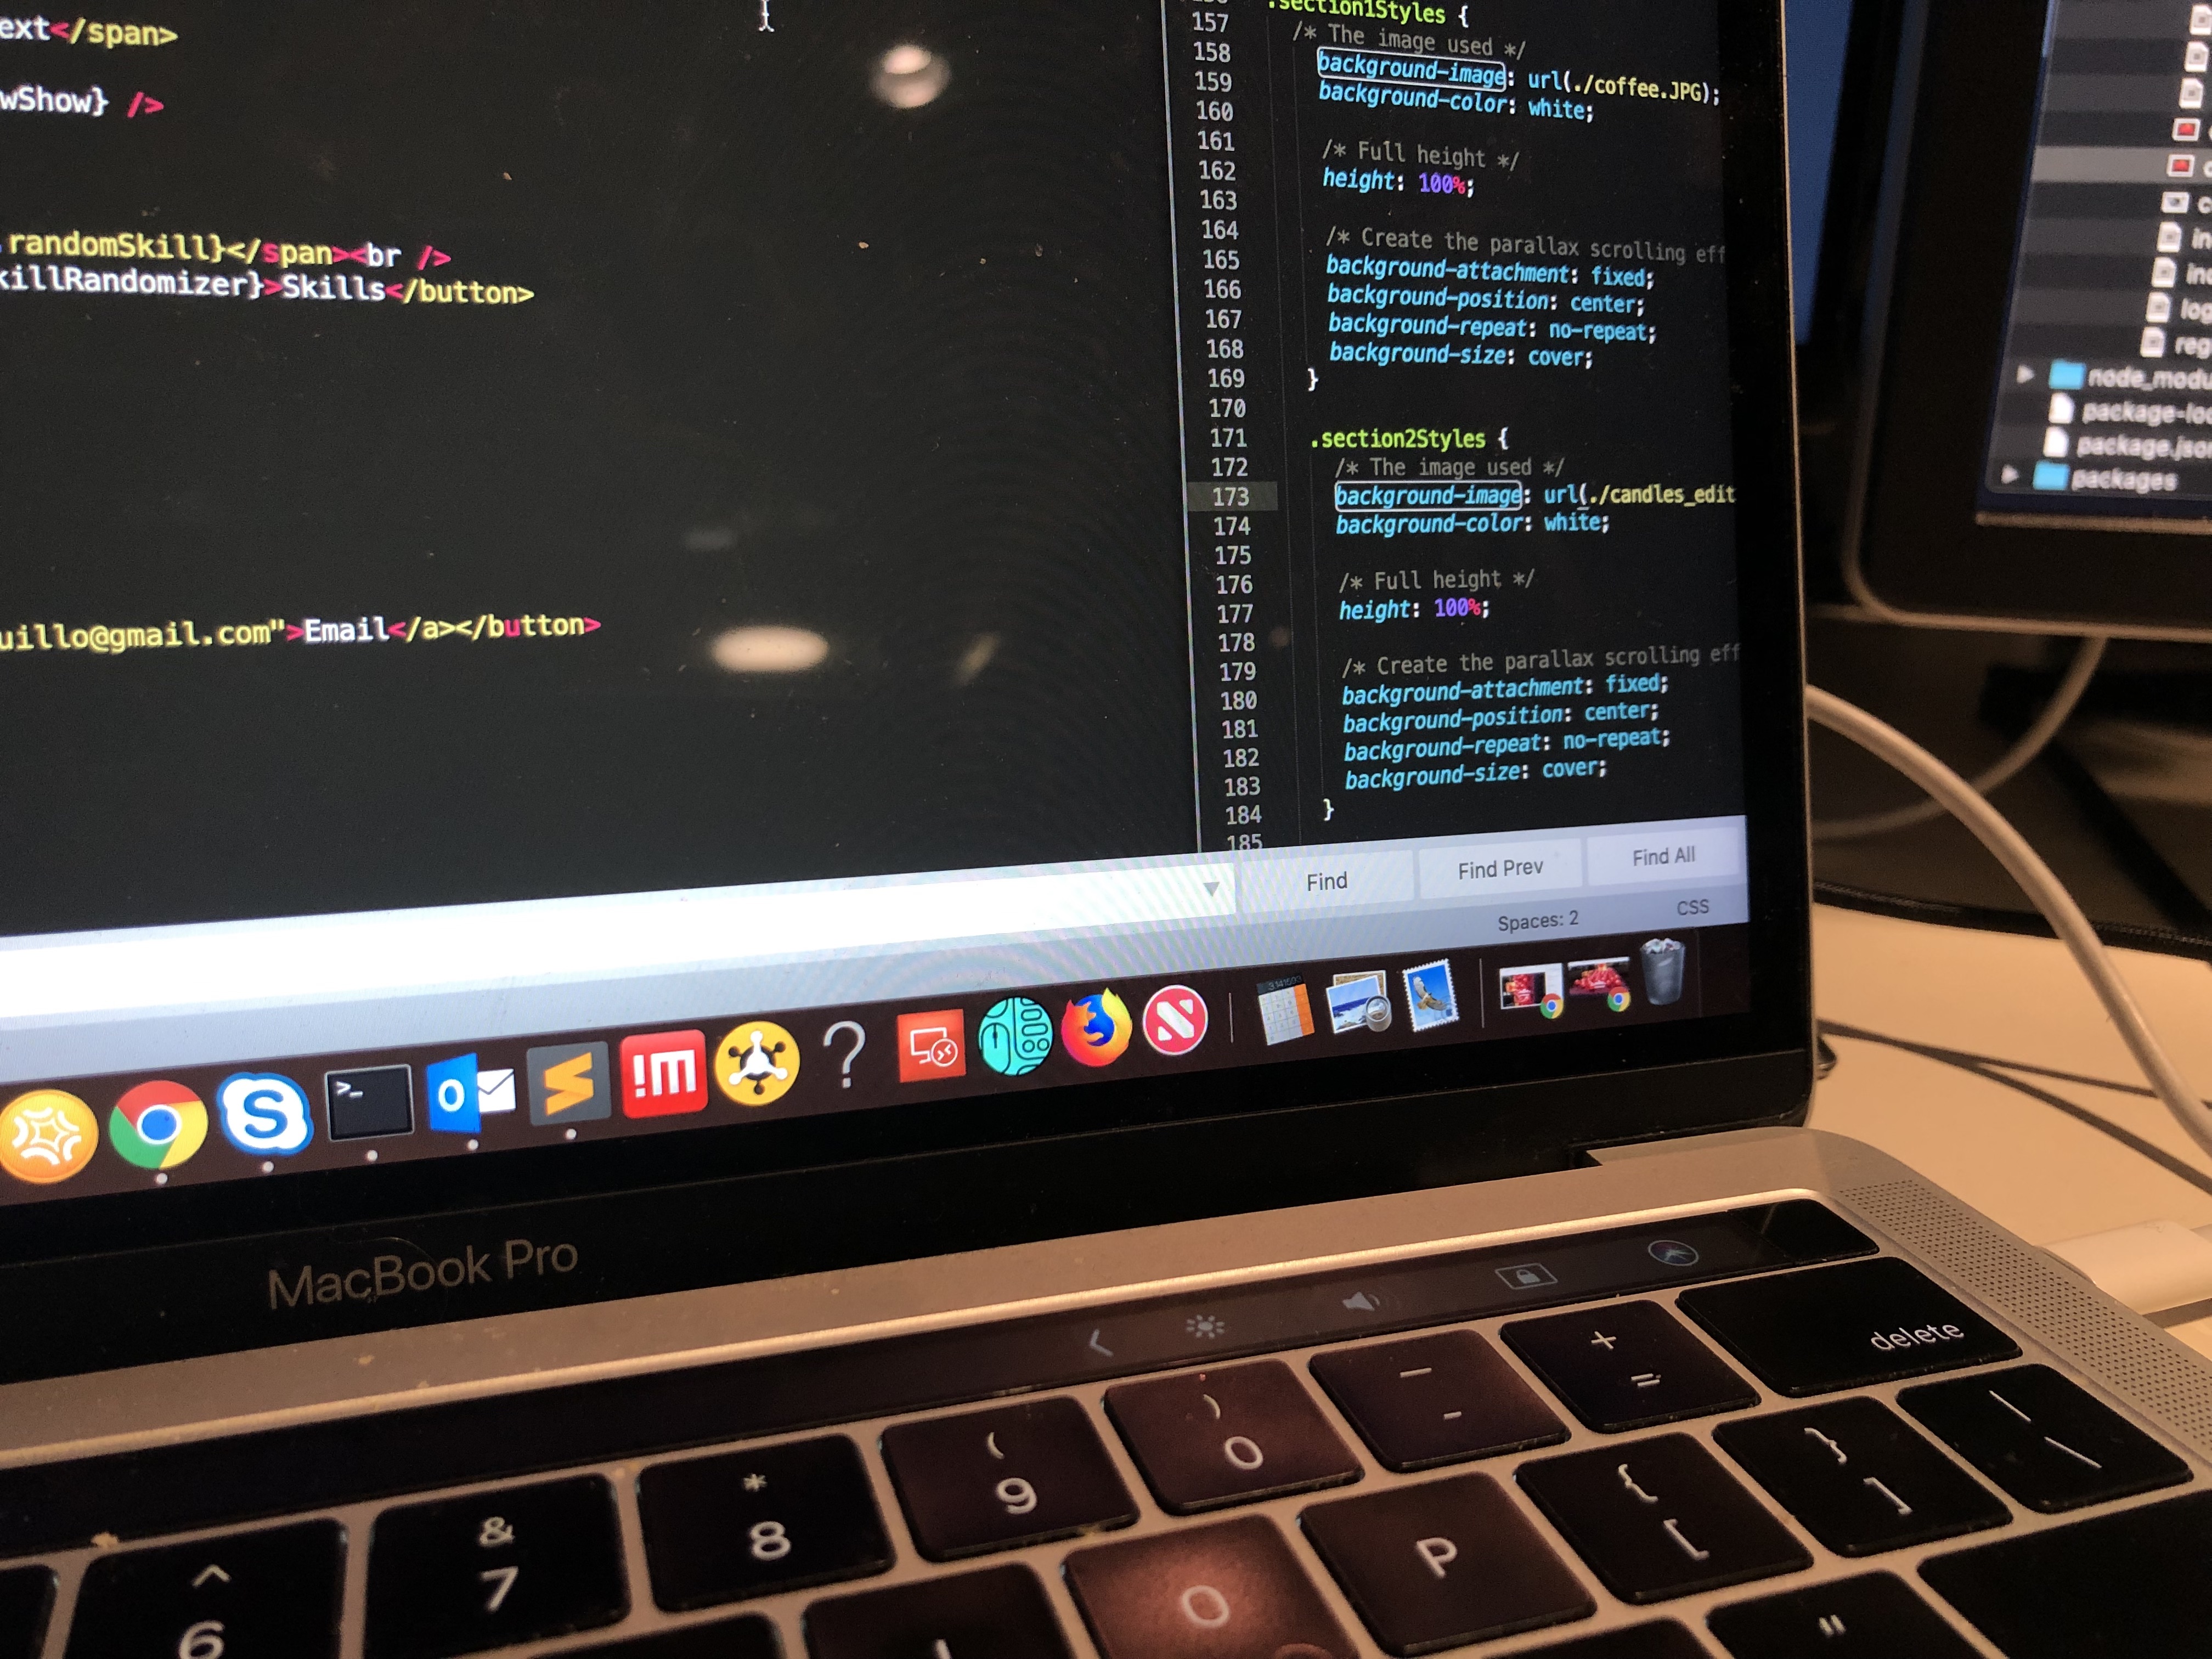 ext</span>
wShow} />
randomSkill}</span><br />
killRandomizer}>Skills</button>
uillo@gmail.com">Email</a></button>
.section1Styles {
157
158 /* The image used */
159 background-image: url(./coffee.JPG);
160 background-color: white;
161
162 /* Full height */
163 height: 100%;
164
165 /* Create the parallax scrolling eff
166 background-attachment: fixed;
167 background-position: center;
168 background-repeat: no-repeat;
169 background-size: cover;
170 }
171 .section2Styles {
172 /* The image used */
173 background-image: url(./candles_edit
174 background-color: white;
175
176 /* Full height */
177 height: 100%;
178
179 /* Create the parallax scrolling eff
180 background-attachment: fixed;
181 background-position: center;
182 background-repeat: no-repeat;
183 background-size: cover;
184 }
185
node_modu
package-loc
package.jso
packages
Find
Find Prev
Find All
Spaces: 2
CSS
S
>_
O
!m
?
N
MacBook Pro
delete
^ 6
& 7
* 8
( 9
) 0
_ -
+ =
O
P
{ [
} ]
| \
"